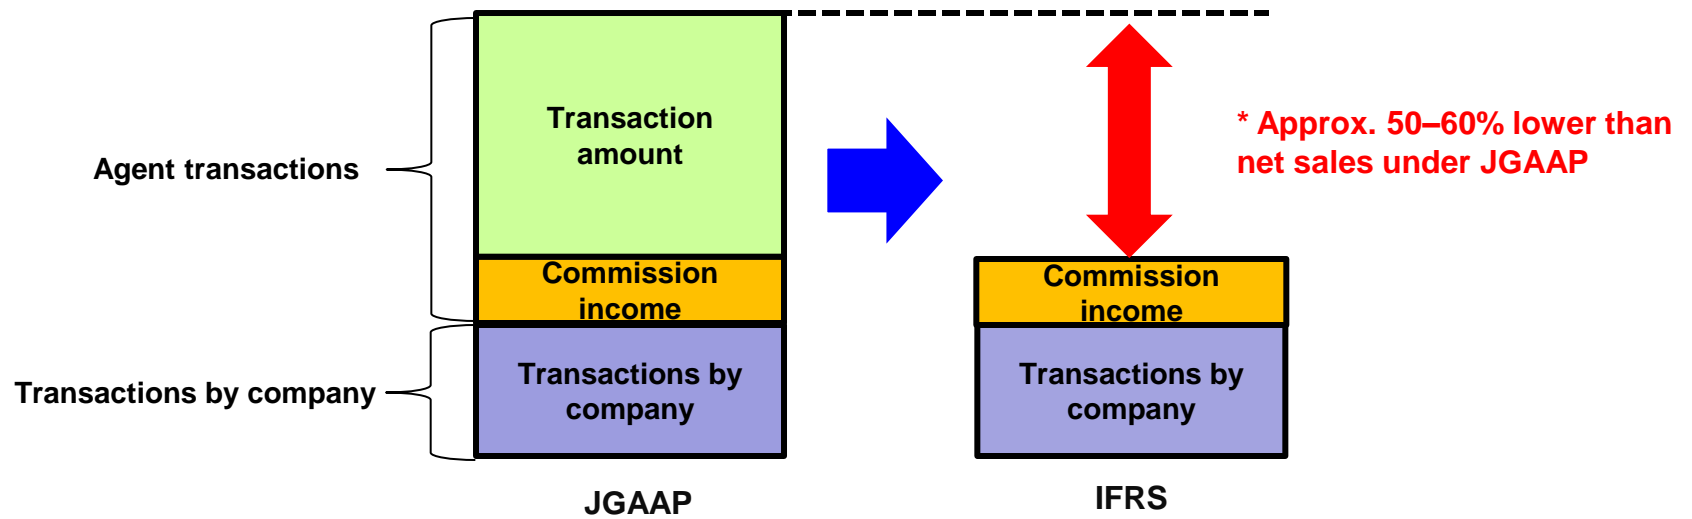 Agent transactions
Transactions by company
Transaction
amount
Commission
income
Transactions by
company
JGAAP
* Approx. 50–60% lower than
net sales under JGAAP
Commission
income
Transactions by
company
IFRS